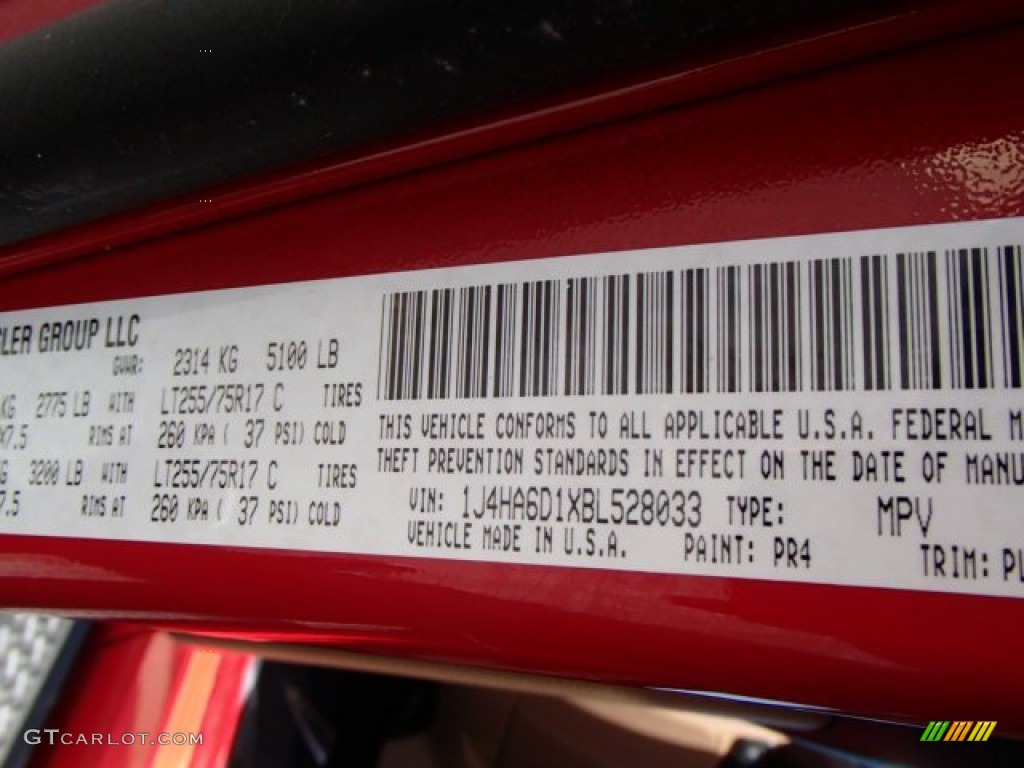 CLER GROUP LLC
GVWR: 2314 KG 5100 LB
KG 2775 LB WITH LT255/75R17 C TIRES
X7.5 RIMS AT 260 KPA ( 37 PSI) COLD
KG 3200 LB WITH LT255/75R17 C TIRES
7.5 RIMS AT 260 KPA ( 37 PSI) COLD
THIS VEHICLE CONFORMS TO ALL APPLICABLE U.S.A. FEDERAL M
THEFT PREVENTION STANDARDS IN EFFECT ON THE DATE OF MANU
VIN: 1J4HA6D1XBL528033 TYPE: MPV
VEHICLE MADE IN U.S.A. PAINT: PR4 TRIM: PL
GTCARLOT.COM